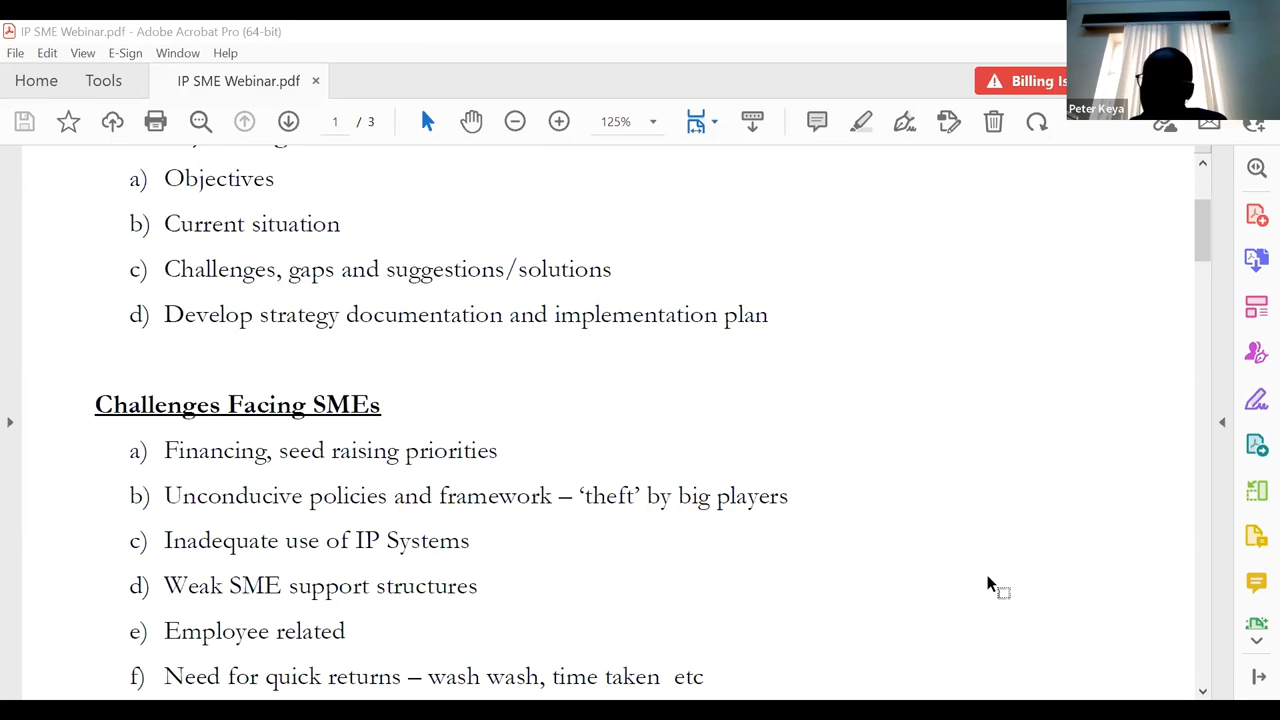 IP SME Webinar.pdf - Adobe Acrobat Pro (64-bit)
File Edit View E-Sign Window Help
Home Tools IP SME Webinar.pdf × Billing Is
1 / 3 125%
Peter Keya
a) Objectives
b) Current situation
c) Challenges, gaps and suggestions/solutions
d) Develop strategy documentation and implementation plan
Challenges Facing SMEs
a) Financing, seed raising priorities
b) Unconducive policies and framework – ‘theft’ by big players
c) Inadequate use of IP Systems
d) Weak SME support structures
e) Employee related
f) Need for quick returns – wash wash, time taken etc